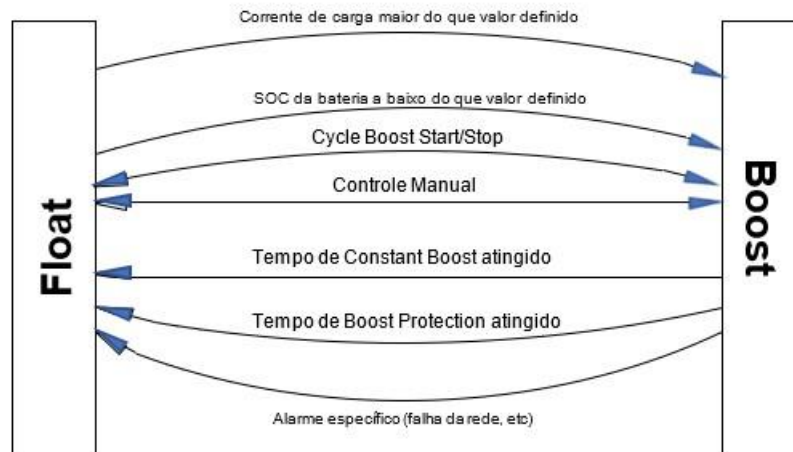 Corrente de carga maior do que valor definido
SOC da bateria a baixo do que valor definido
Cycle Boost Start/Stop
Controle Manual
Float
Boost
Tempo de Constant Boost atingido
Tempo de Boost Protection atingido
Alarme específico (falha da rede, etc)